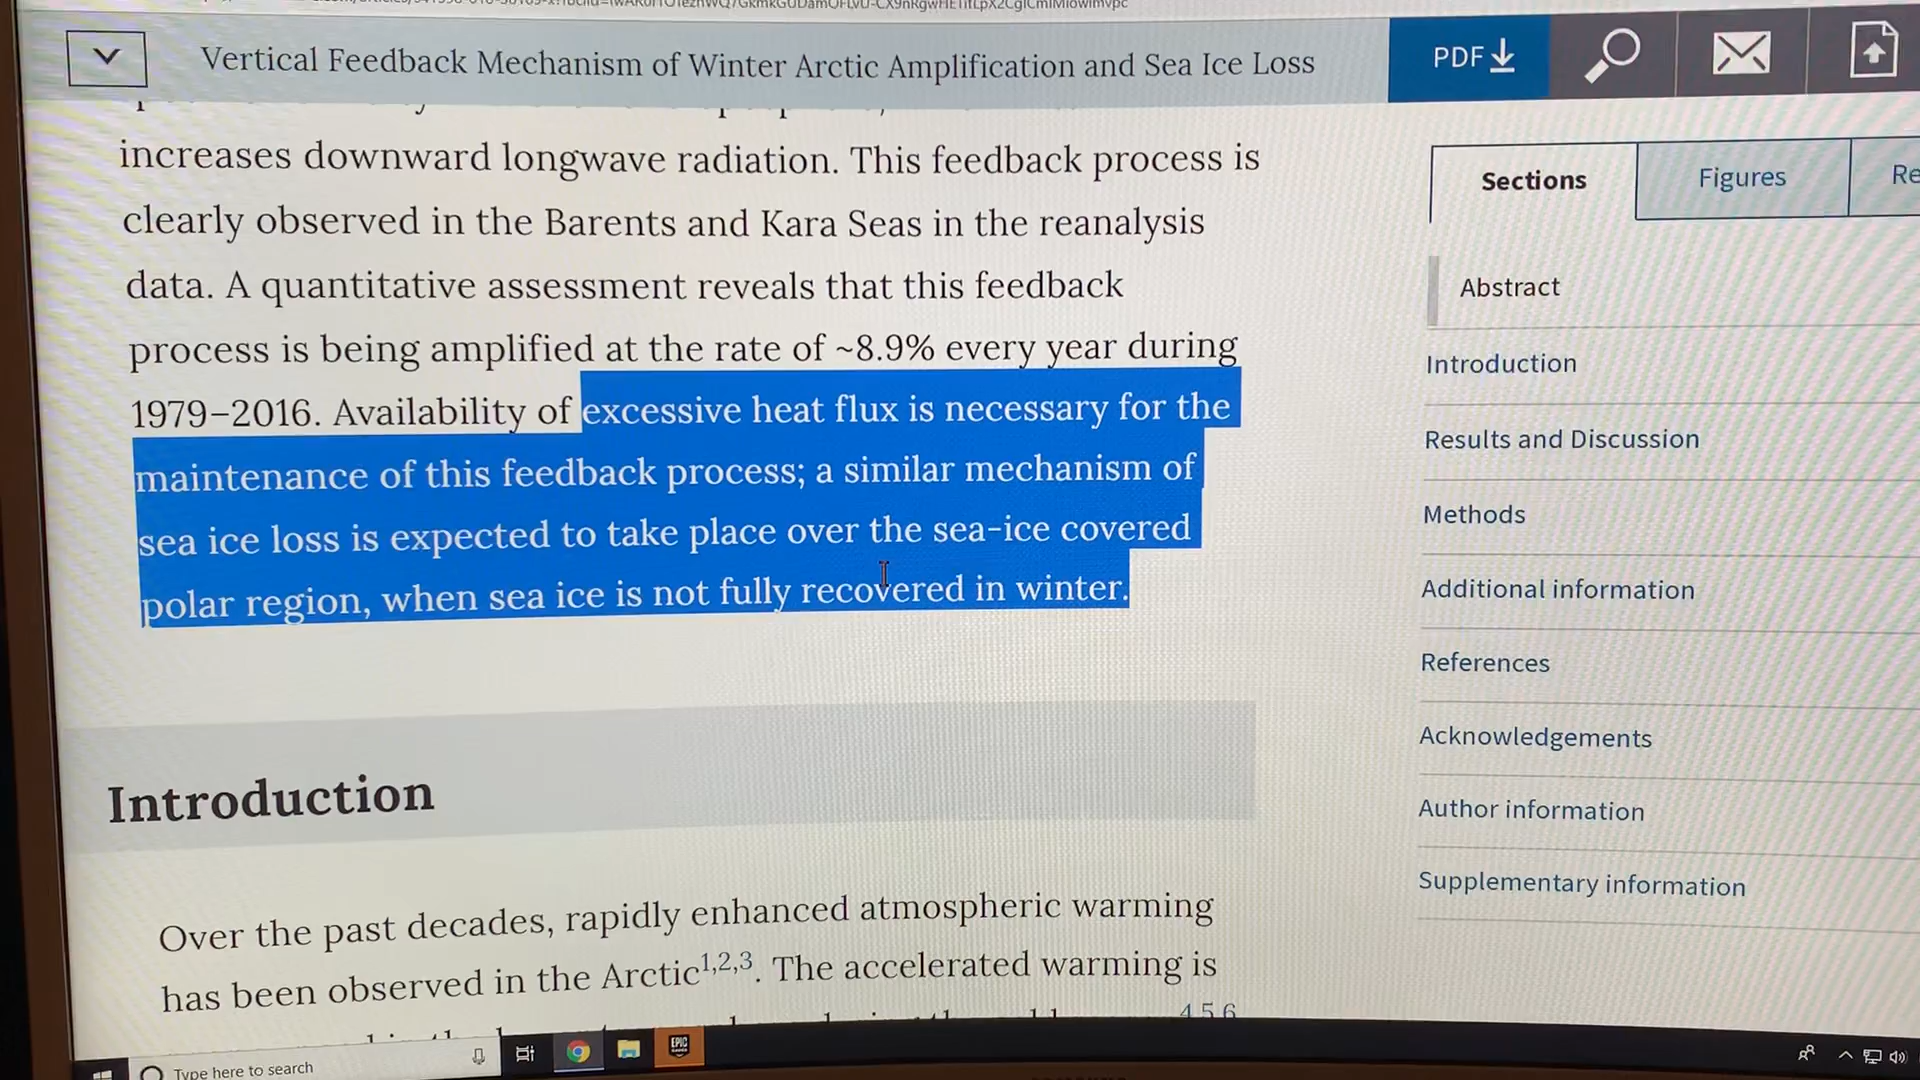 Vertical Feedback Mechanism of Winter Arctic Amplification and Sea Ice Loss
PDF
increases downward longwave radiation. This feedback process is
clearly observed in the Barents and Kara Seas in the reanalysis
data. A quantitative assessment reveals that this feedback
process is being amplified at the rate of ~8.9% every year during
1979–2016. Availability of excessive heat flux is necessary for the
maintenance of this feedback process; a similar mechanism of
sea ice loss is expected to take place over the sea-ice covered
polar region, when sea ice is not fully recovered in winter.
Introduction
Over the past decades, rapidly enhanced atmospheric warming
has been observed in the Arctic1,2,3. The accelerated warming is
4,5,6
Sections
Figures
Re
Abstract
Introduction
Results and Discussion
Methods
Additional information
References
Acknowledgements
Author information
Supplementary information
Type here to search
EPIC